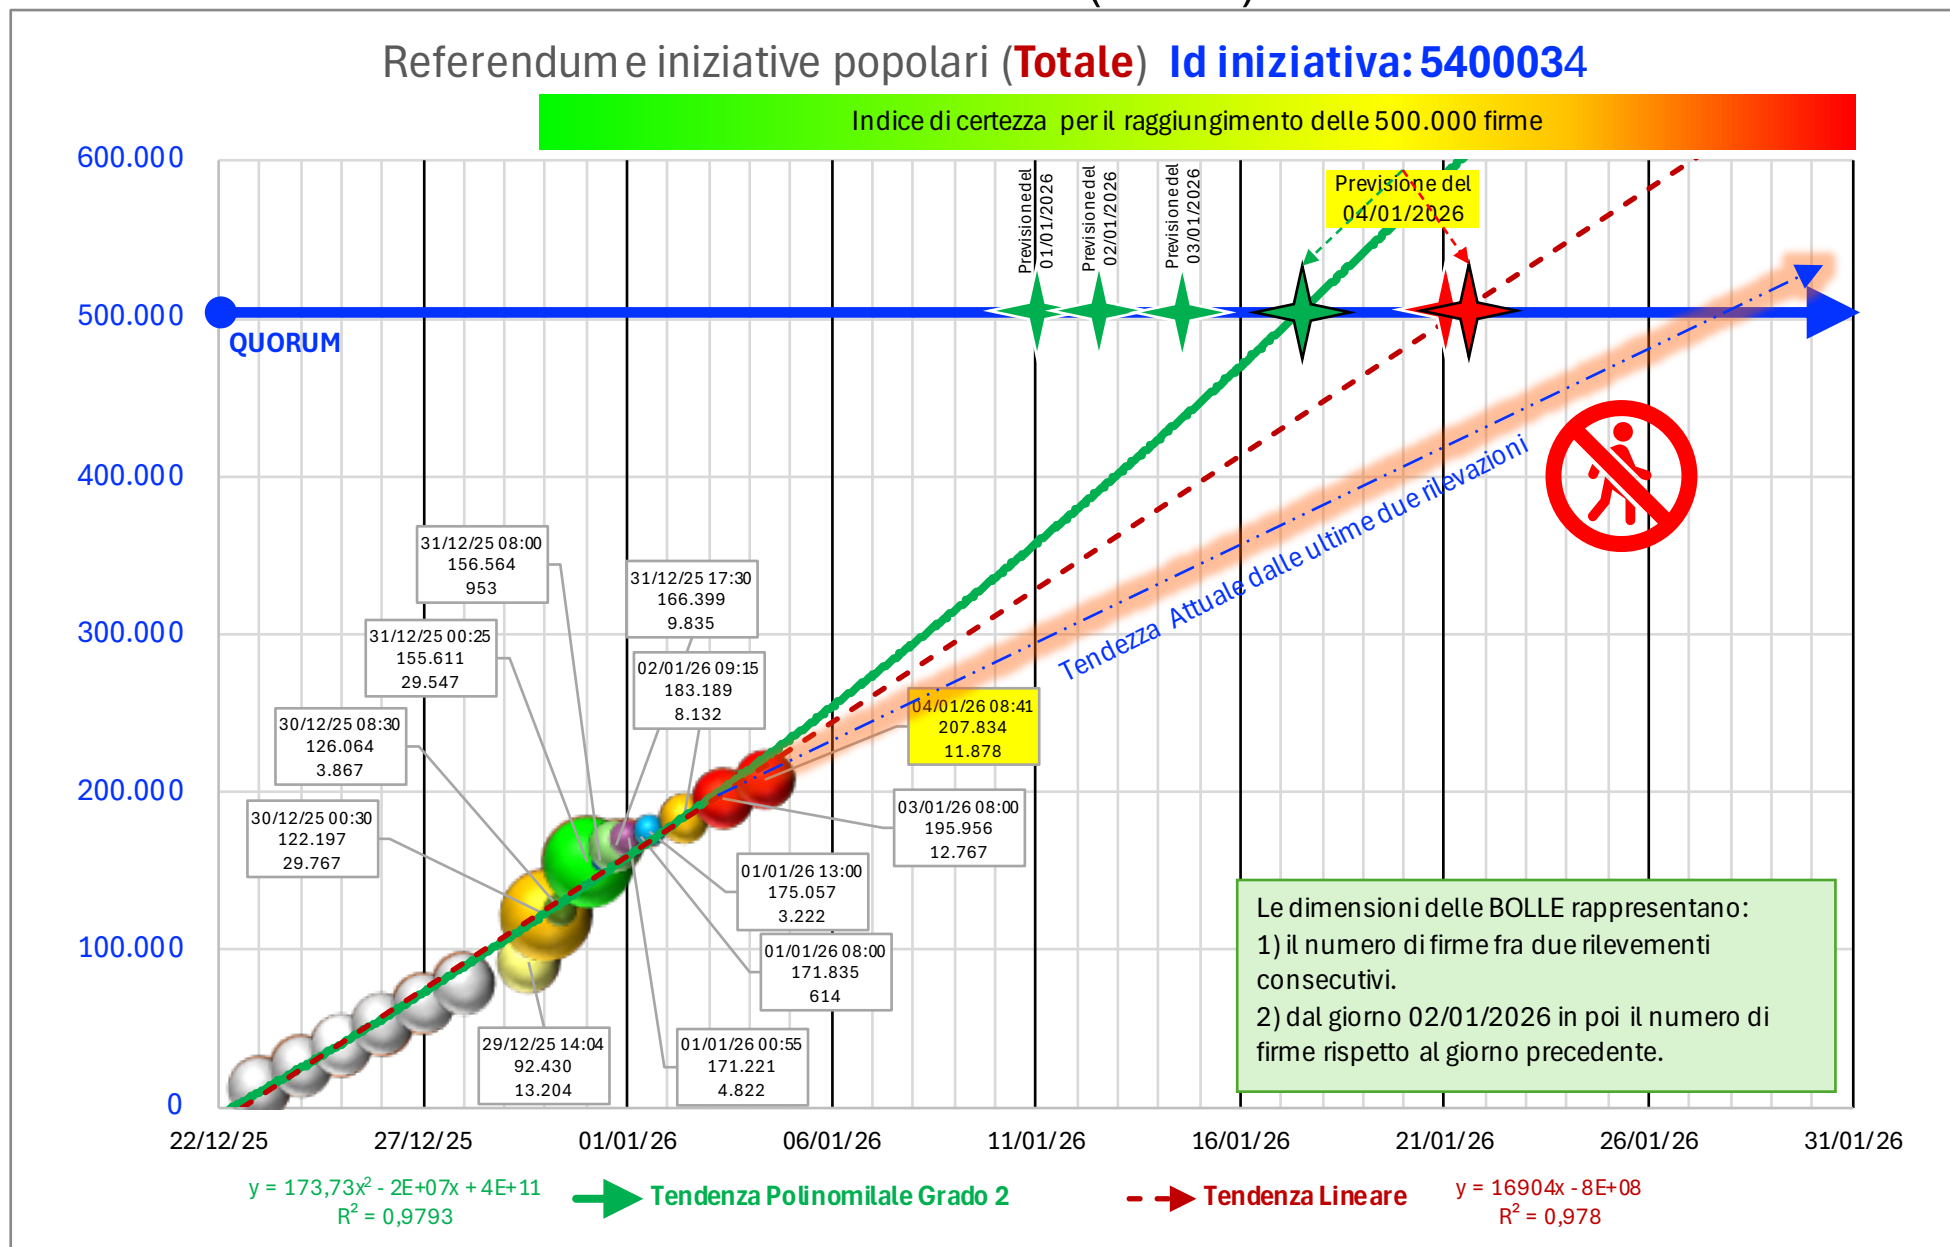 Referendum e iniziative popolari (Totale) Id iniziativa: 5400034
Indice di certezza per il raggiungimento delle 500.000 firme
600.000
500.000
400.000
300.000
200.000
100.000
0
QUORUM
Previsione del
01/01/2026
Previsione del
02/01/2026
Previsione del
03/01/2026
Previsione del
04/01/2026
Tendezza Attuale dalle ultime due rilevazioni
31/12/25 08:00
156.564
953
31/12/25 17:30
166.399
9.835
31/12/25 00:25
155.611
29.547
02/01/26 09:15
183.189
8.132
30/12/25 08:30
126.064
3.867
04/01/26 08:41
207.834
11.878
30/12/25 00:30
122.197
29.767
03/01/26 08:00
195.956
12.767
01/01/26 13:00
175.057
3.222
01/01/26 08:00
171.835
614
29/12/25 14:04
92.430
13.204
01/01/26 00:55
171.221
4.822
Le dimensioni delle BOLLE rappresentano:
1) il numero di firme fra due rilevementi
consecutivi.
2) dal giorno 02/01/2026 in poi il numero di
firme rispetto al giorno precedente.
22/12/25
27/12/25
01/01/26
06/01/26
11/01/26
16/01/26
21/01/26
26/01/26
31/01/26
y = 173,73x² - 2E+07x + 4E+11
R² = 0,9793
Tendenza Polinomilale Grado 2
Tendenza Lineare
y = 16904x - 8E+08
R² = 0,978